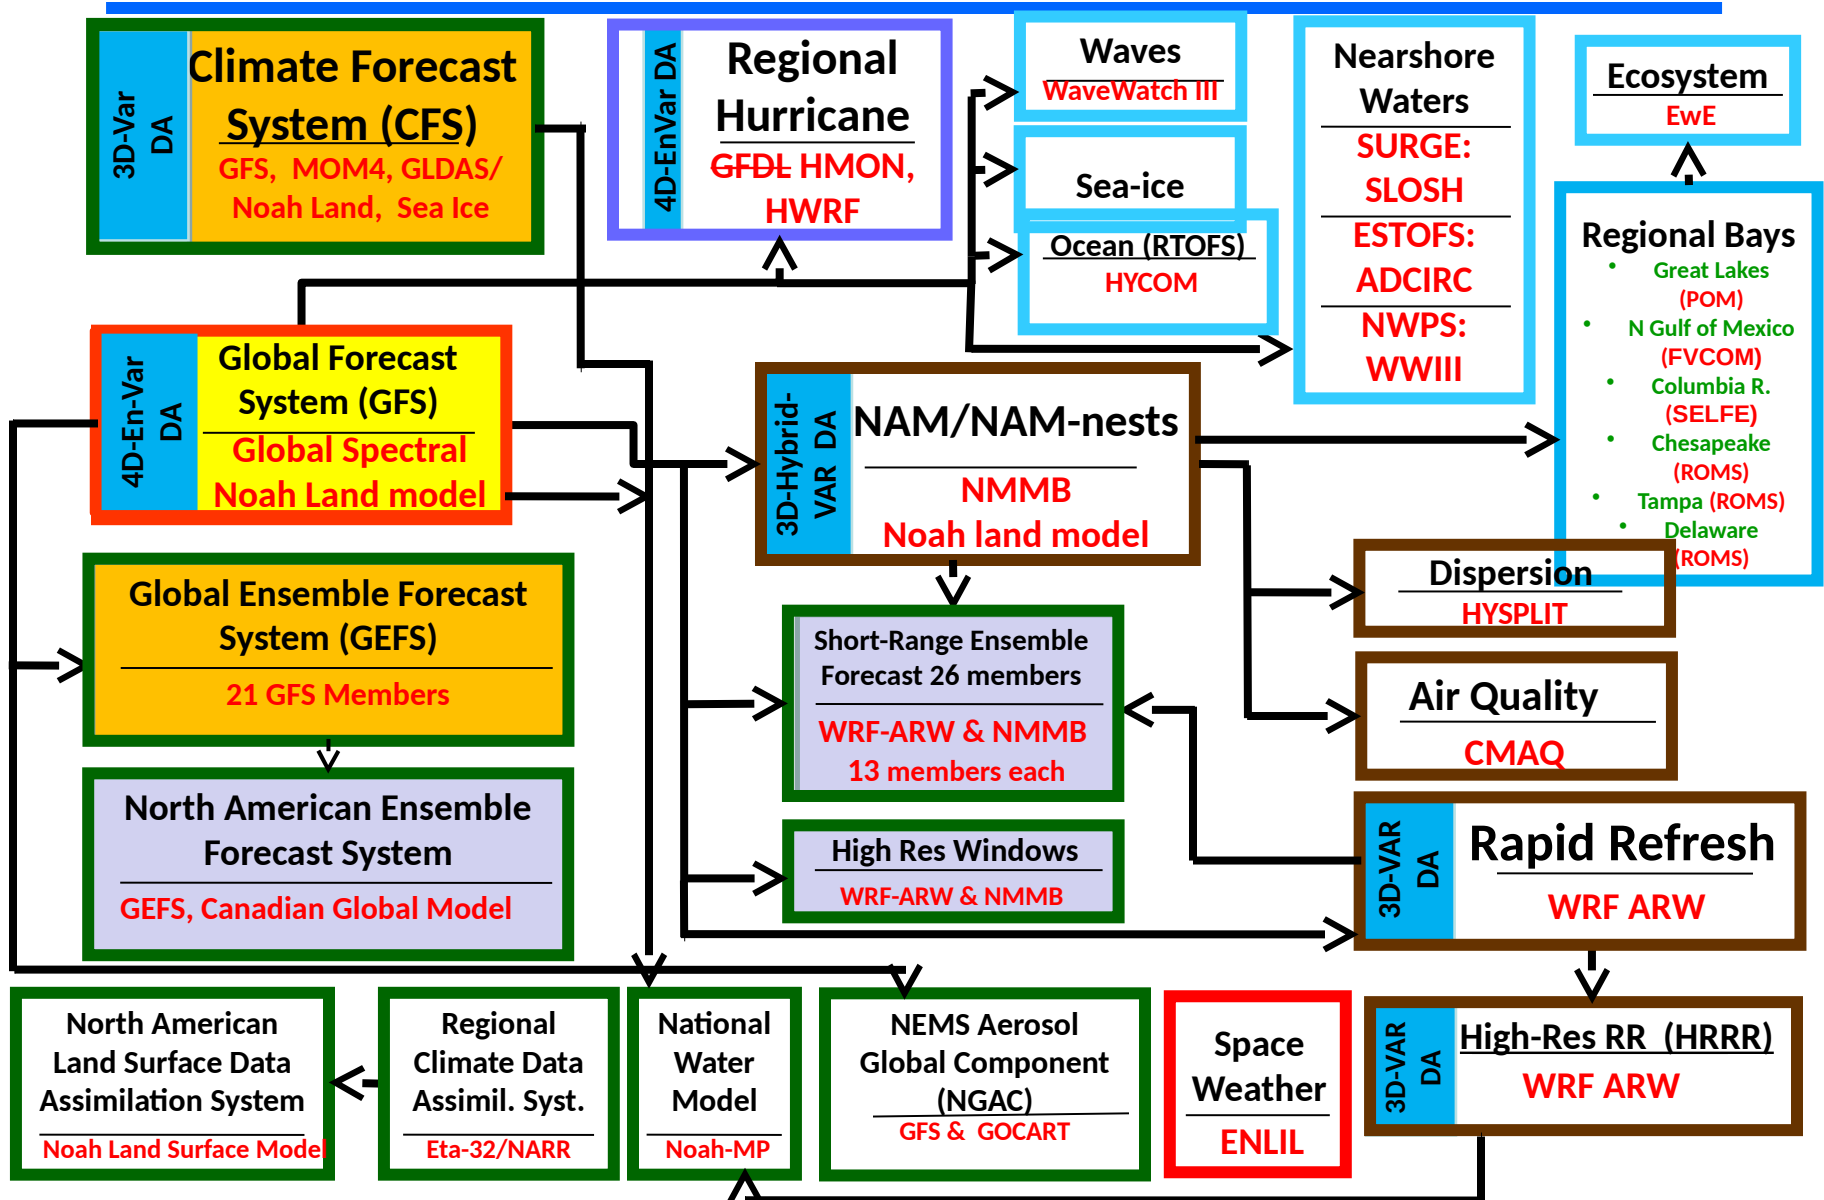 3D-Var
DA
Climate Forecast
System (CFS)
GFS, MOM4, GLDAS/
Noah Land, Sea Ice
4D-EnVar DA
Regional
Hurricane
GFDL HMON,
HWRF
Waves
WaveWatch III
Sea-ice
Ocean (RTOFS)
HYCOM
Nearshore
Waters
SURGE:
SLOSH
ESTOFS:
ADCIRC
NWPS:
WWIII
Ecosystem
EwE
Regional Bays
• Great Lakes
(POM)
• N Gulf of Mexico
(FVCOM)
• Columbia R.
(SELFE)
• Chesapeake
(ROMS)
• Tampa (ROMS)
• Delaware
(ROMS)
4D-En-Var
DA
Global Forecast
System (GFS)
Global Spectral
Noah Land model
3D-Hybrid-
VAR DA
NAM/NAM-nests
NMMB
Noah land model
Dispersion
HYSPLIT
Global Ensemble Forecast
System (GEFS)
21 GFS Members
Short-Range Ensemble
Forecast 26 members
WRF-ARW & NMMB
13 members each
Air Quality
CMAQ
North American Ensemble
Forecast System
GEFS, Canadian Global Model
High Res Windows
WRF-ARW & NMMB
3D-VAR
DA
Rapid Refresh
WRF ARW
North American
Land Surface Data
Assimilation System
Noah Land Surface Model
Regional
Climate Data
Assimil. Syst.
Eta-32/NARR
National
Water
Model
Noah-MP
NEMS Aerosol
Global Component
(NGAC)
GFS & GOCART
Space
Weather
ENLIL
3D-VAR
DA
High-Res RR (HRRR)
WRF ARW